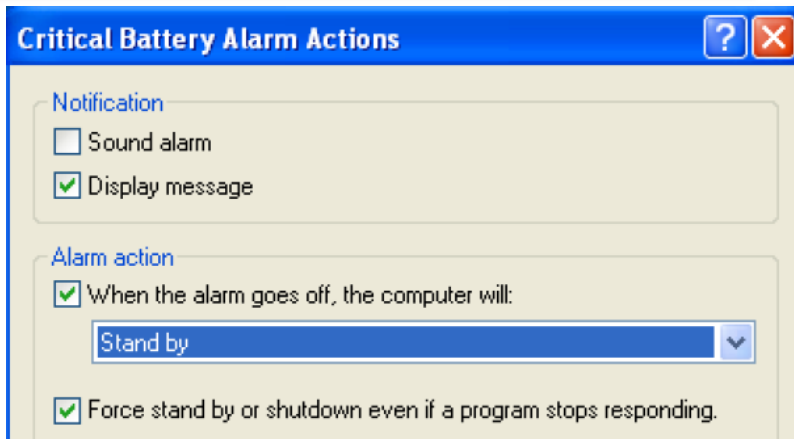 Critical Battery Alarm Actions
Notification
Sound alarm
Display message
Alarm action
When the alarm goes off, the computer will:
Stand by
Force stand by or shutdown even if a program stops responding.